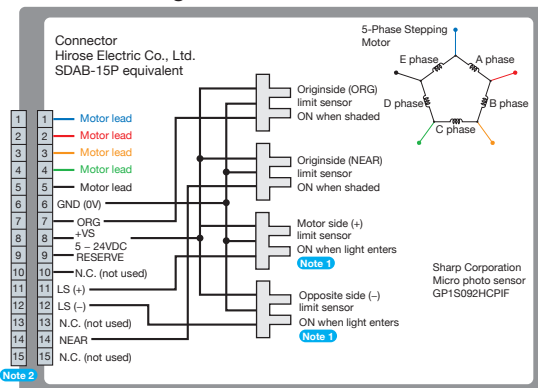 Connector
Hirose Electric Co., Ltd.
SDAB-15P equivalent
5-Phase Stepping
Motor
E phase
A phase
D phase
B phase
C phase
1 1 Motor lead
2 2 Motor lead
3 3 Motor lead
4 4 Motor lead
5 5 Motor lead
6 6 GND (0V)
7 7 ORG
8 8 +VS
5 – 24VDC
9 9 RESERVE
10 10 N.C. (not used)
11 11 LS (+)
12 12 LS (−)
13 13 N.C. (not used)
14 14 NEAR
15 15 N.C. (not used)
Note 2
Originside (ORG)
limit sensor
ON when shaded
Originside (NEAR)
limit sensor
ON when shaded
Motor side (+)
limit sensor
ON when light enters
Note 1
Opposite side (−)
limit sensor
ON when light enters
Note 1
Sharp Corporation
Micro photo sensor
GP1S092HCPIF